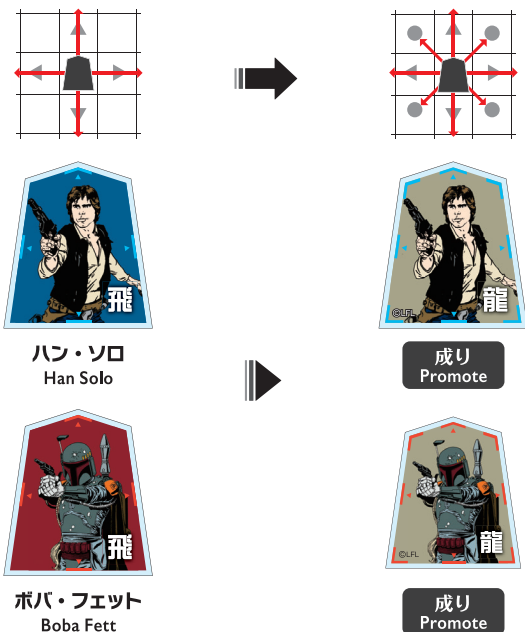 飛
©LFL
龍
ハン・ソロ
Han Solo
成り
Promote
飛
©LFL
龍
ボバ・フェット
Boba Fett
成り
Promote